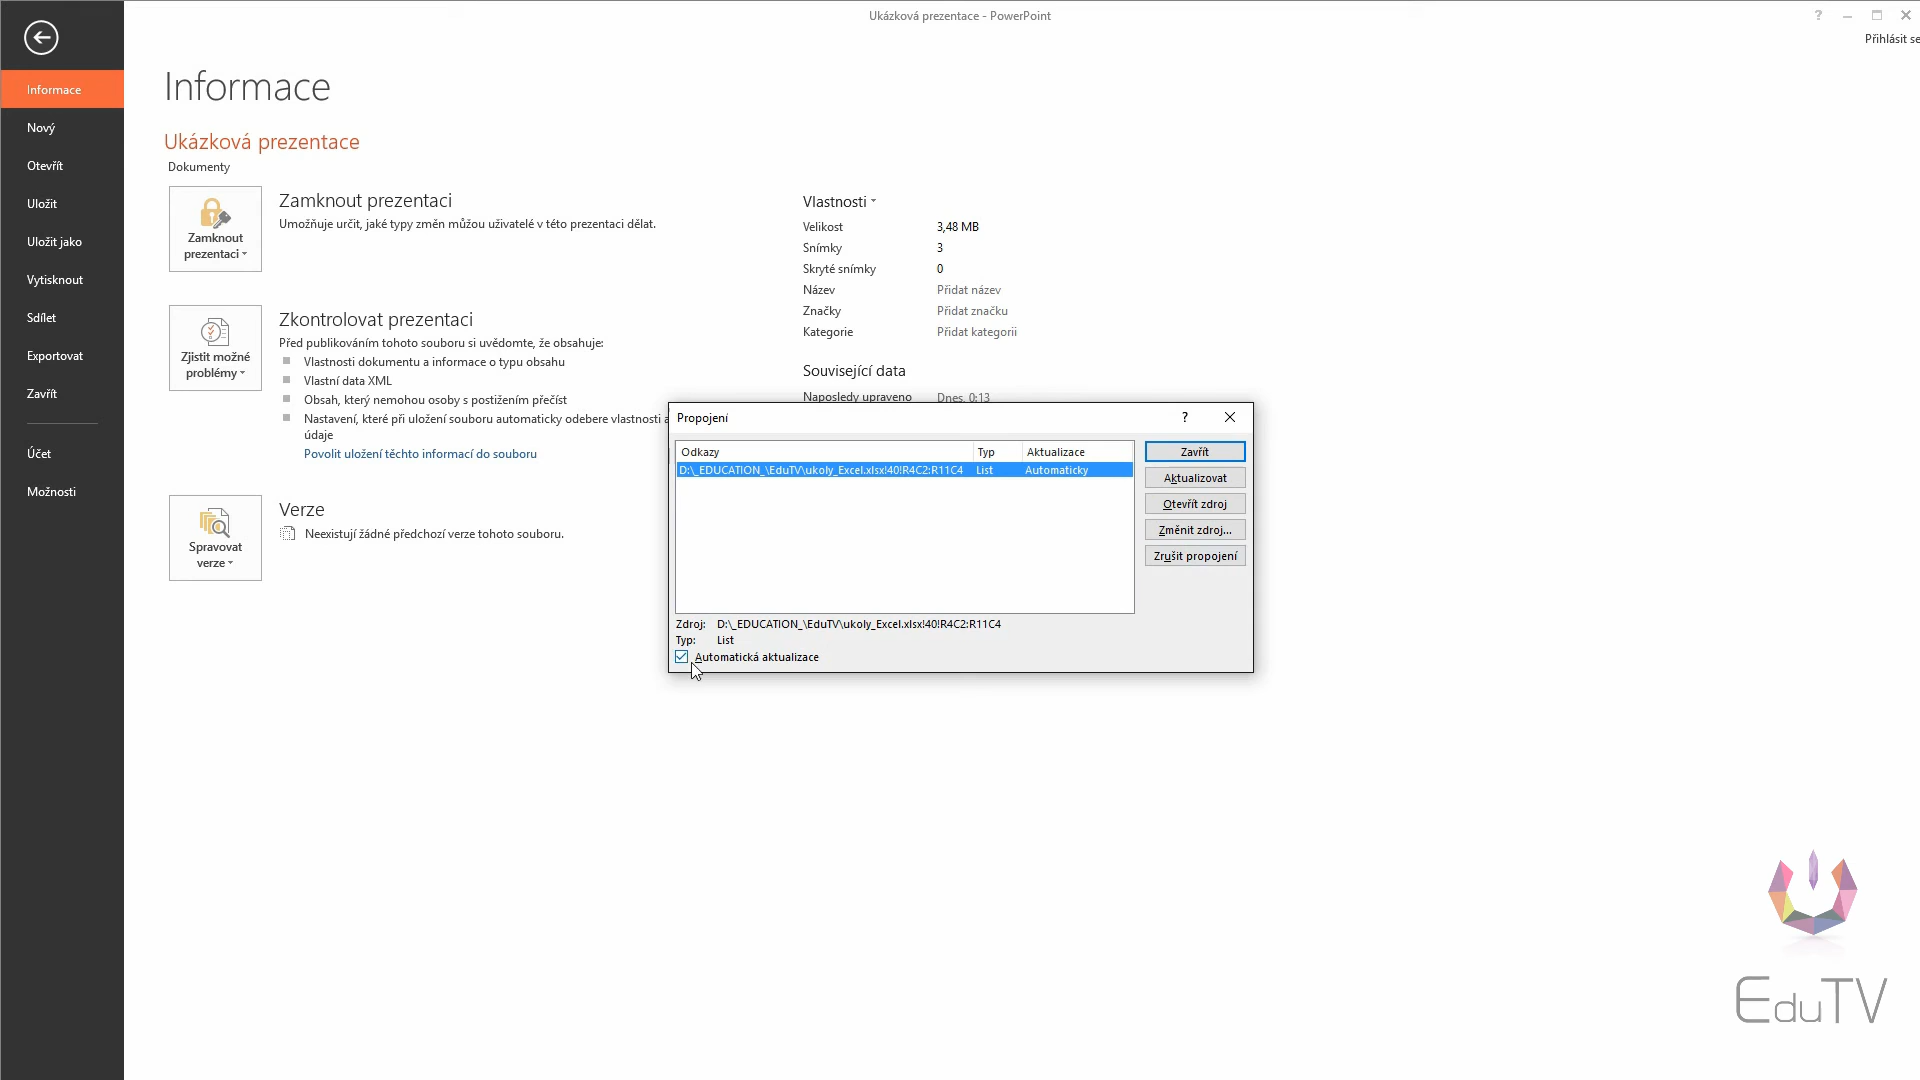 Ukázková prezentace - PowerPoint
?
Přihlásit se
Informace
Nový
Otevřít
Uložit
Uložit jako
Vytisknout
Sdílet
Exportovat
Zavřít
Účet
Možnosti
Informace
Ukázková prezentace
Dokumenty
Zamknout
prezentaci
Zamknout prezentaci
Umožňuje určit, jaké typy změn můžou uživatelé v této prezentaci dělat.
Zjistit možné
problémy
Zkontrolovat prezentaci
Před publikováním tohoto souboru si uvědomte, že obsahuje:
Vlastnosti dokumentu a informace o typu obsahu
Vlastní data XML
Obsah, který nemohou osoby s postižením přečíst
Nastavení, které při uložení souboru automaticky odebere vlastnosti a
údaje
Povolit uložení těchto informací do souboru
Spravovat
verze
Verze
Neexistují žádné předchozí verze tohoto souboru.
Vlastnosti
Velikost 3,48 MB
Snímky 3
Skryté snímky 0
Název Přidat název
Značky Přidat značku
Kategorie Přidat kategorii
Související data
Naposledy upraveno Dnes, 0:13
Propojení
?
Odkazy Typ Aktualizace
D:\_EDUCATION_\EduTV\ukoly_Excel.xlsx!40!R4C2:R11C4 List Automaticky
Zavřít
Aktualizovat
Otevřít zdroj
Změnit zdroj...
Zrušit propojení
Zdroj: D:\_EDUCATION_\EduTV\ukoly_Excel.xlsx!40!R4C2:R11C4
Typ: List
Automatická aktualizace
EduTV